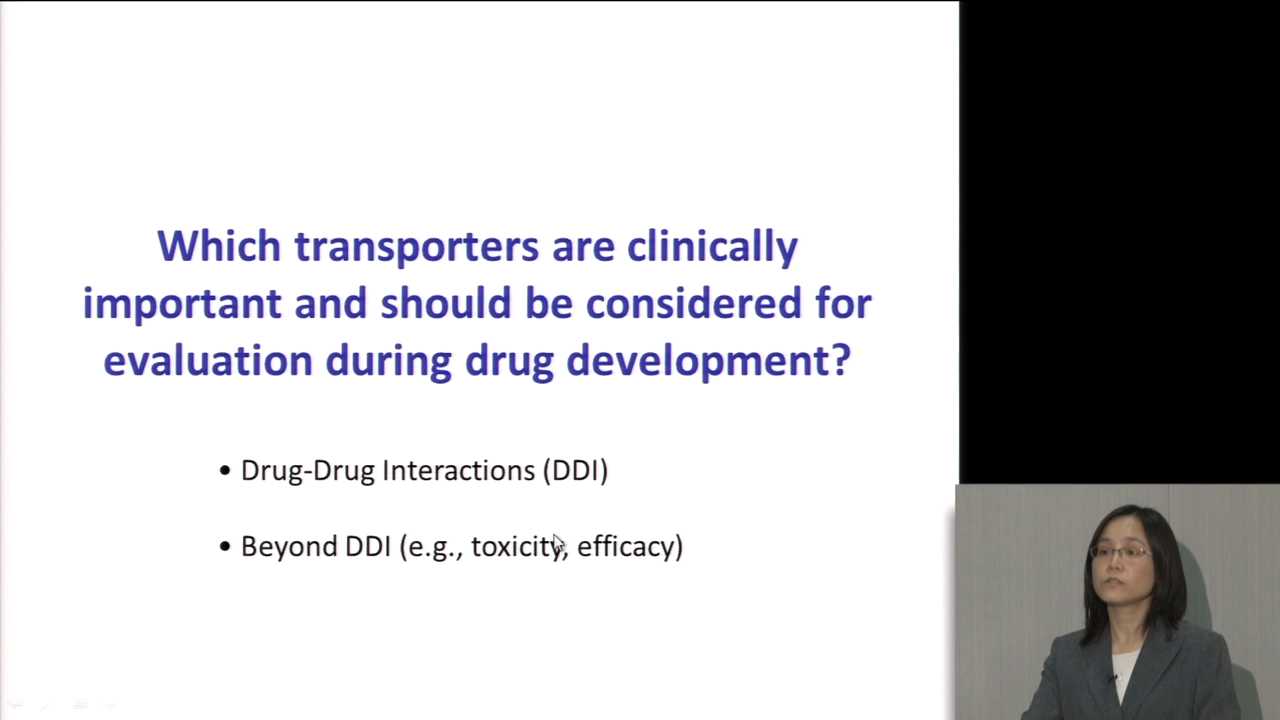 Which transporters are clinically
important and should be considered for
evaluation during drug development?
• Drug-Drug Interactions (DDI)
• Beyond DDI (e.g., toxicity, efficacy)